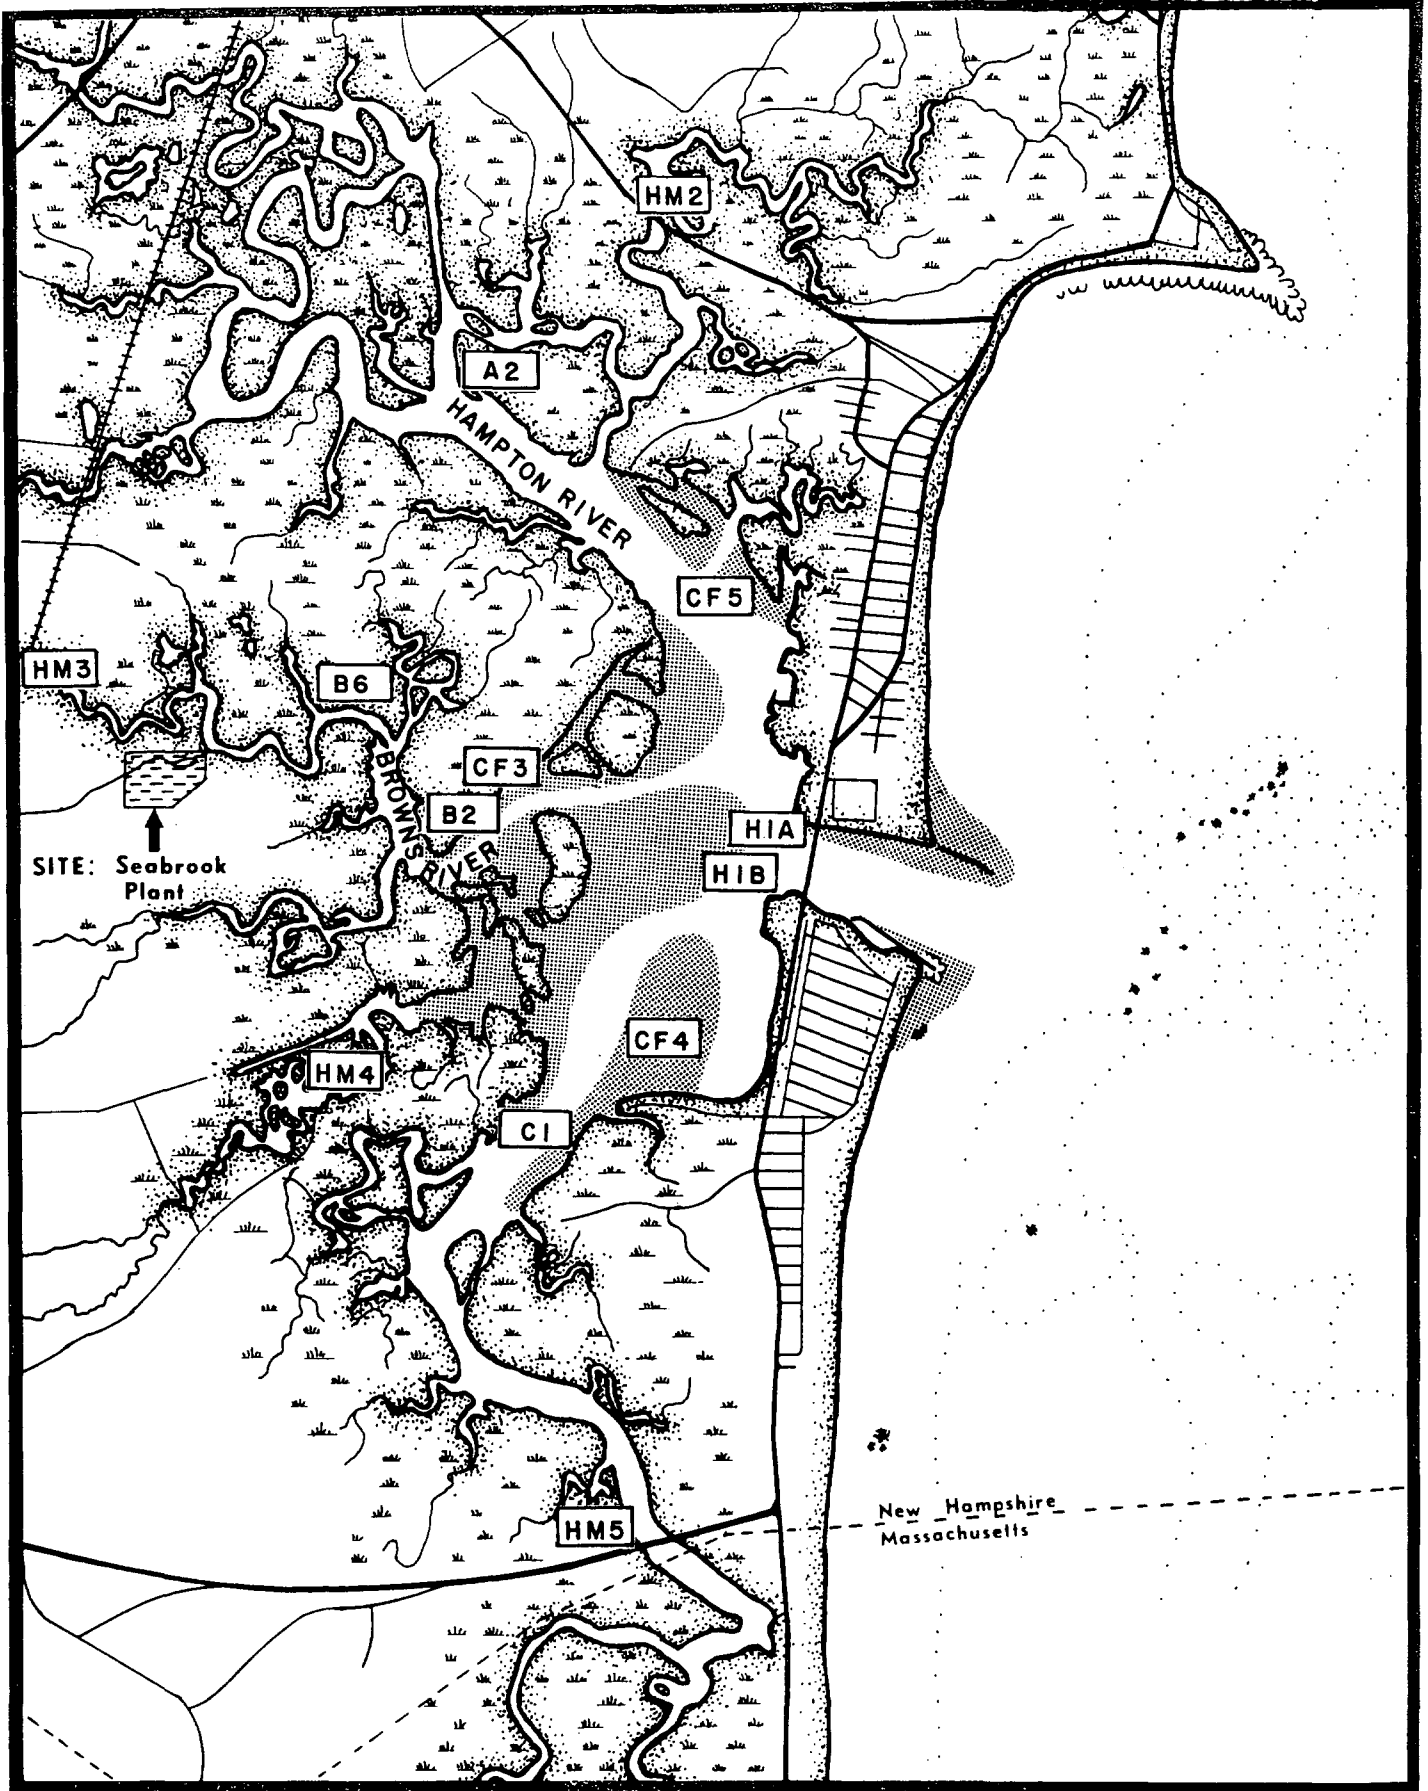 HM2
A2
HAMPTON RIVER
CF5
HM3
B6
CF3
B2
BROWNS
RIVER
H1A
H1B
SITE: Seabrook
Plant
CF4
HM4
C1
New Hampshire
Massachusetts
HM5